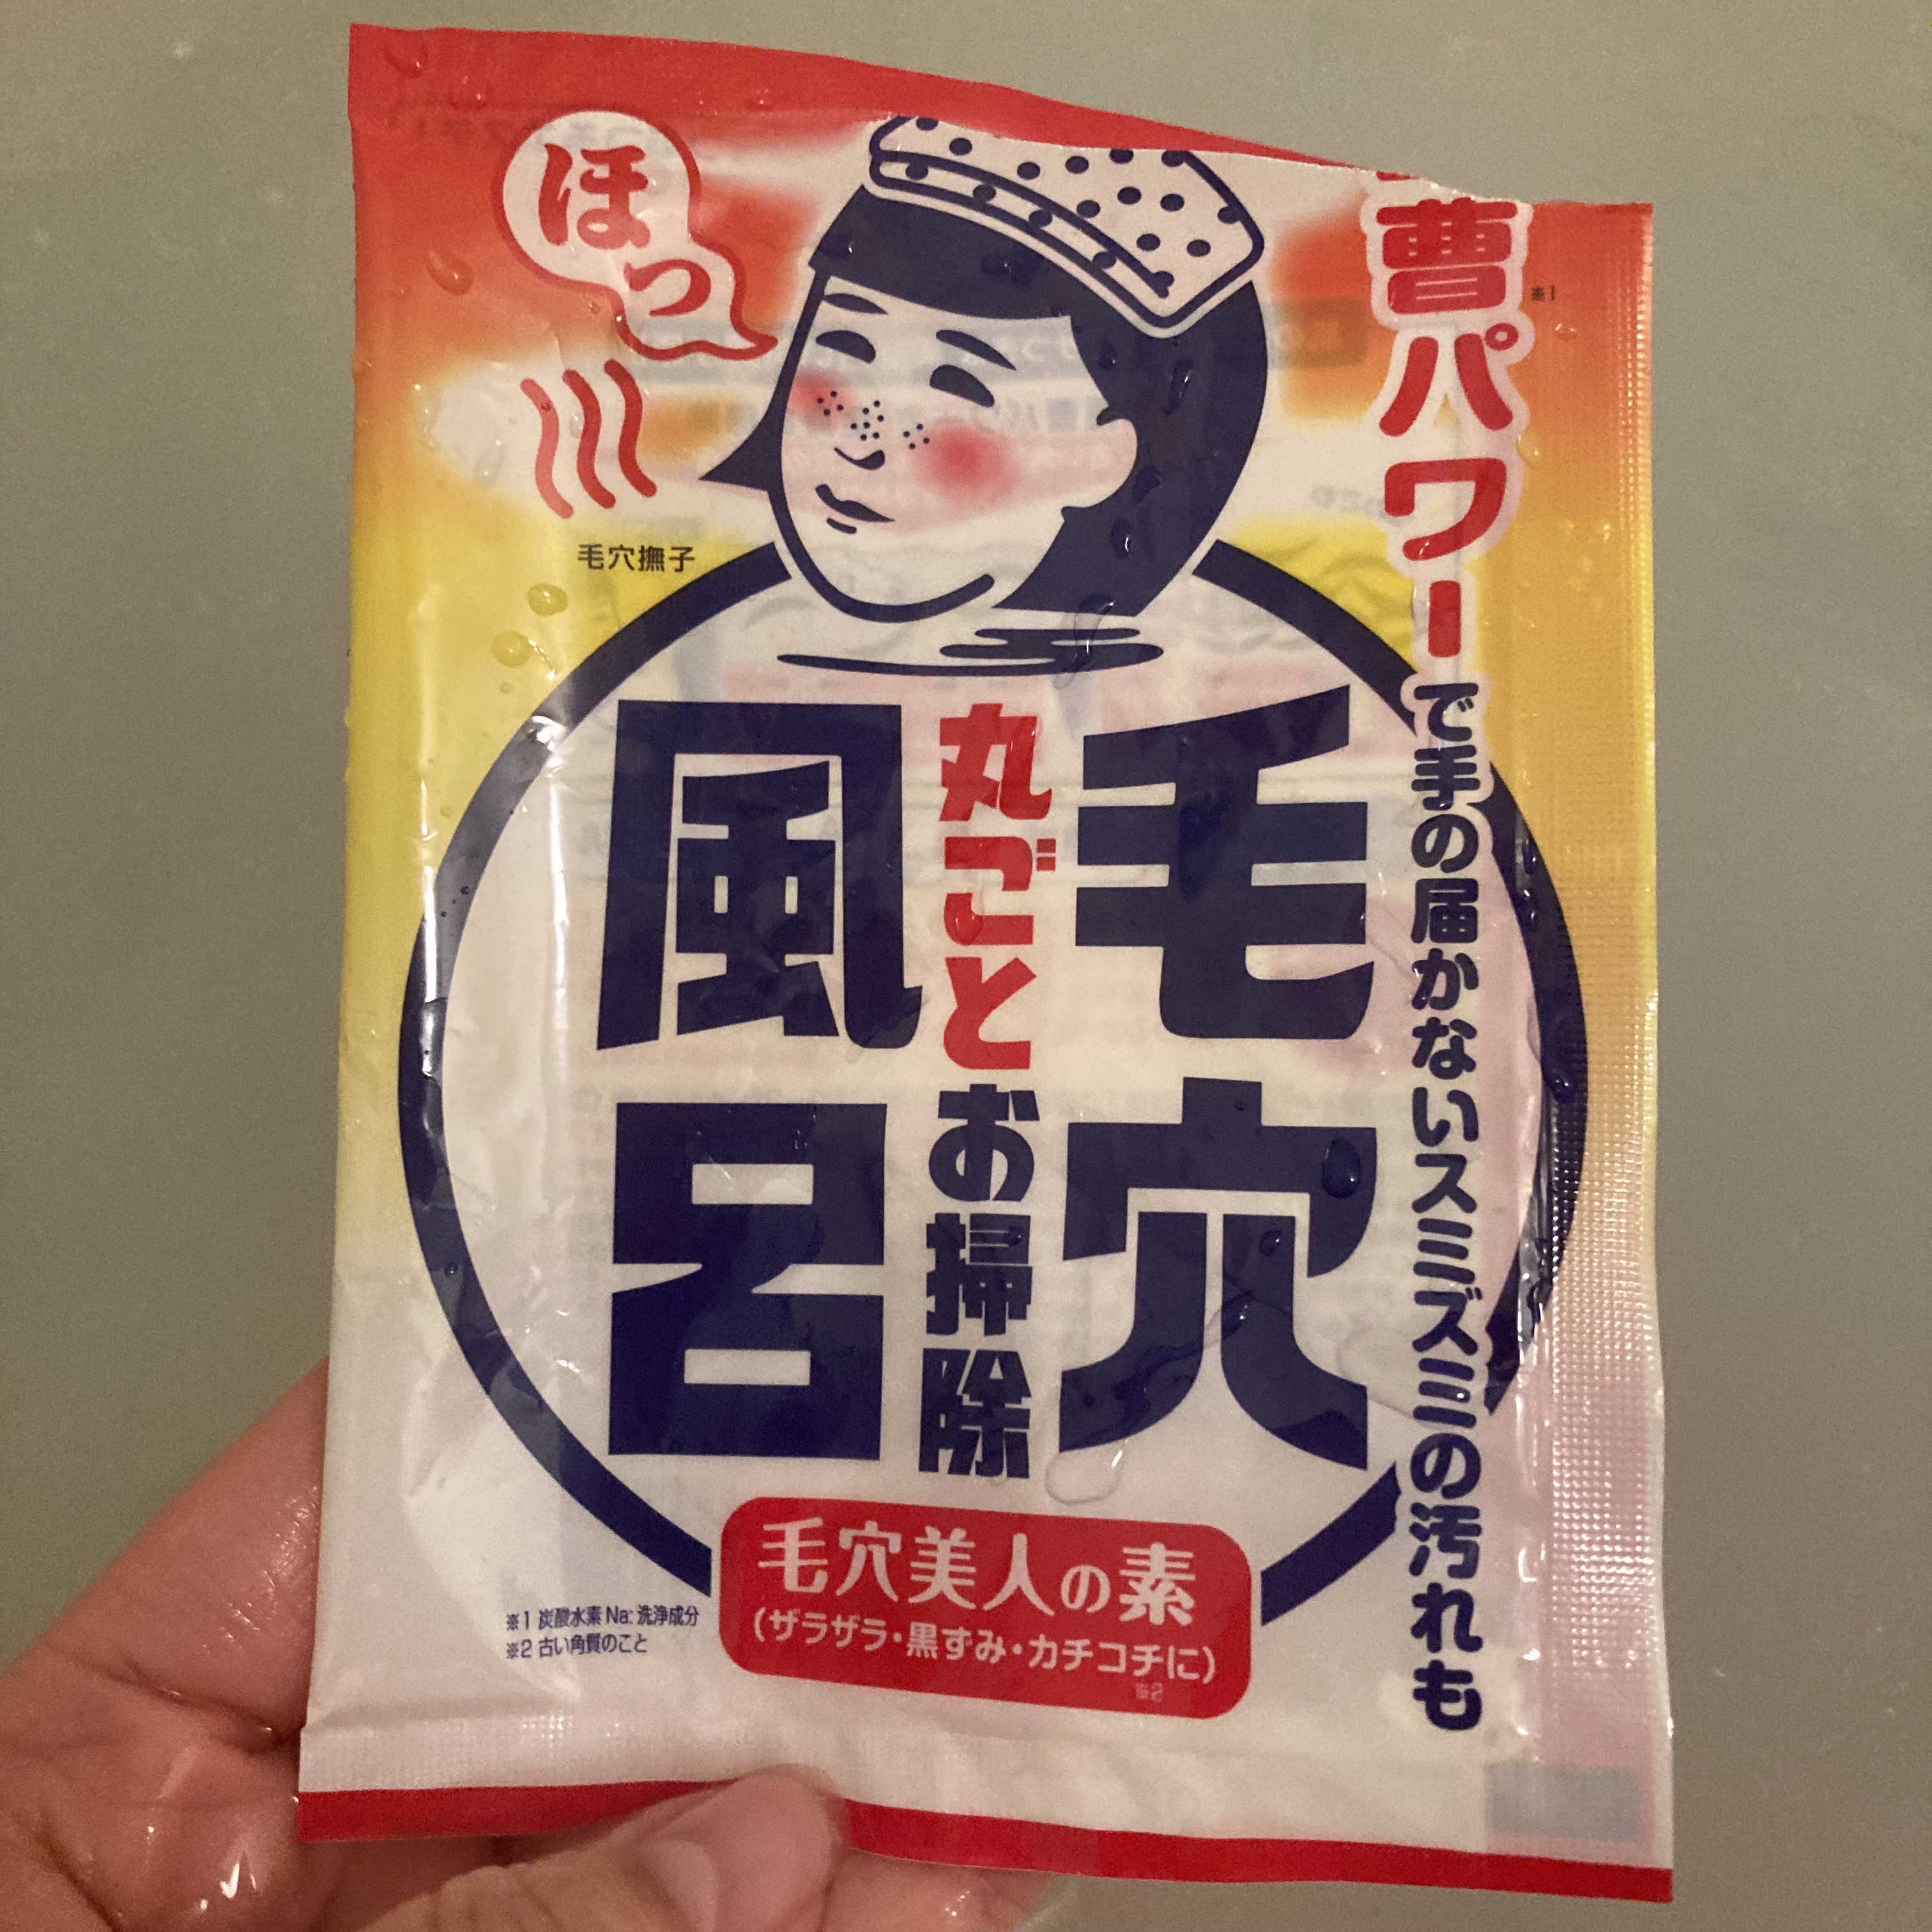 ほっ
曹パワーで手の届かないスミズミの汚れも
※1
毛穴撫子
毛穴
丸ごとお掃除
風呂
毛穴美人の素
(ザラザラ・黒ずみ・カチコチに)
※2
※1 炭酸水素Na:洗浄成分
※2 古い角質のこと